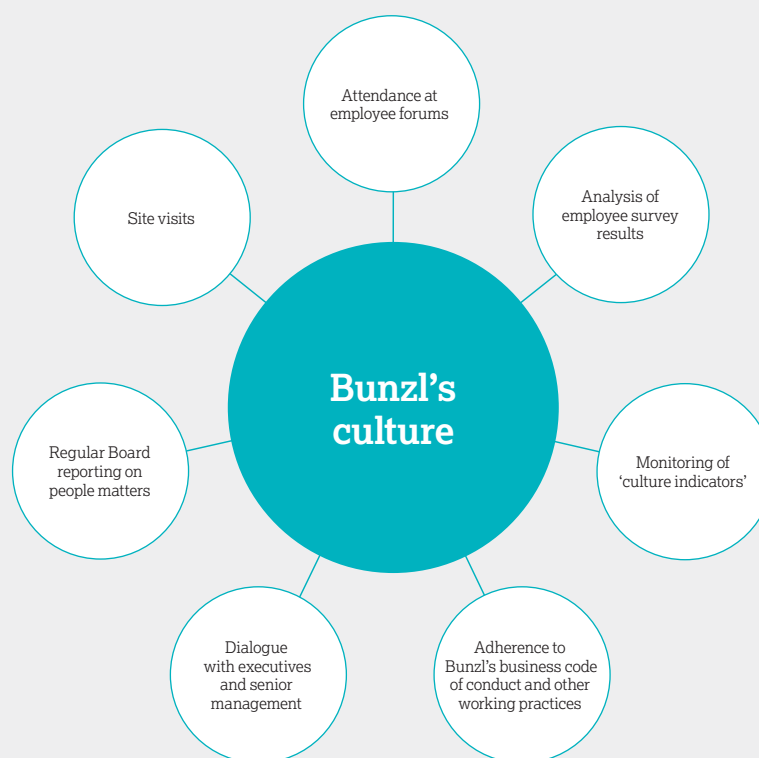 Attendance at
employee forums
Analysis of
employee survey
results
Monitoring of
‘culture indicators’
Adherence to
Bunzl’s business code
of conduct and other
working practices
Dialogue
with executives
and senior
management
Regular Board
reporting on
people matters
Site visits
Bunzl’s
culture